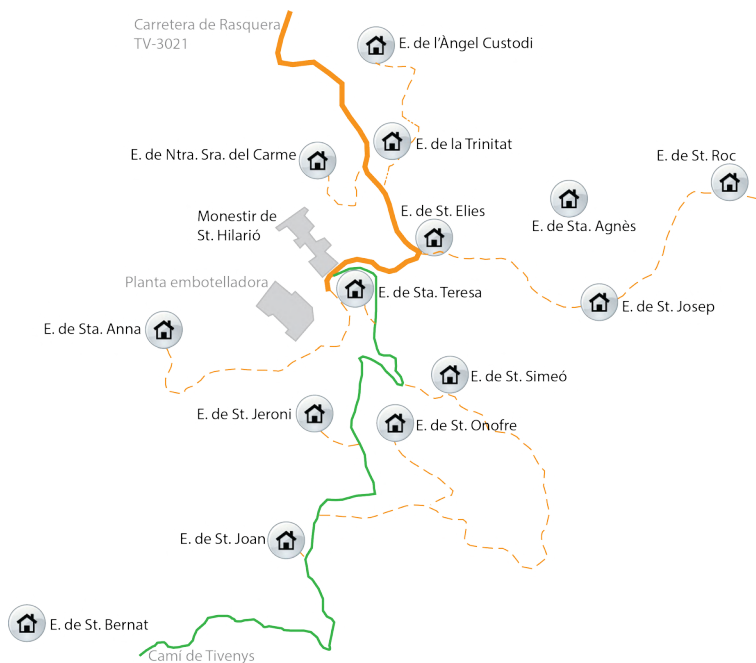 Carretera de Rasquera
TV-3021
E. de l'Àngel Custodi
E. de la Trinitat
E. de Ntra. Sra. del Carme
E. de St. Roc
Monestir de
St. Hilarió
E. de St. Elies
E. de Sta. Agnès
Planta embotelladora
E. de Sta. Teresa
E. de St. Josep
E. de Sta. Anna
E. de St. Simeó
E. de St. Jeroni
E. de St. Onofre
E. de St. Joan
E. de St. Bernat
Camí de Tivenys